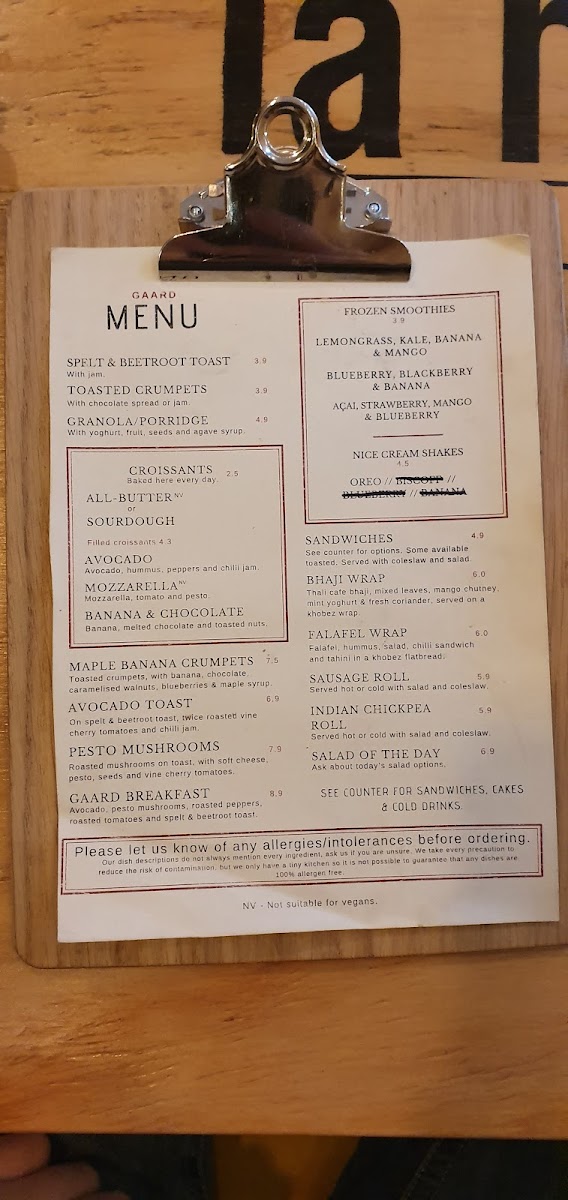 la
GAARD
MENU
SPELT & BEETROOT TOAST 3.9
With jam.
TOASTED CRUMPETS 3.9
With chocolate spread or jam.
GRANOLA/PORRIDGE 4.9
With yoghurt, fruit, seeds and agave syrup.
CROISSANTS 2.5
Baked here every day.
ALL-BUTTER NV
or
SOURDOUGH
Filled croissants 4.3
AVOCADO
Avocado, hummus, peppers and chilli jam.
MOZZARELLA NV
Mozzarella, tomato and pesto.
BANANA & CHOCOLATE
Banana, melted chocolate and toasted nuts.
MAPLE BANANA CRUMPETS 7.5
Toasted crumpets, with banana, chocolate,
caramelised walnuts, blueberries & maple syrup.
AVOCADO TOAST 6.9
On spelt & beetroot toast, twice roasted vine
cherry tomatoes and chilli jam.
PESTO MUSHROOMS 7.9
Roasted mushrooms on toast, with soft cheese,
pesto, seeds and vine cherry tomatoes.
GAARD BREAKFAST 8.9
Avocado, pesto mushrooms, roasted peppers,
roasted tomatoes and spelt & beetroot toast.
FROZEN SMOOTHIES
3.9
LEMONGRASS, KALE, BANANA
& MANGO
BLUEBERRY, BLACKBERRY
& BANANA
AÇAI, STRAWBERRY, MANGO
& BLUEBERRY
NICE CREAM SHAKES
4.5
OREO // BISCOFF //
BLUEBERRY // BANANA
SANDWICHES 4.9
See counter for options. Some available
toasted. Served with coleslaw and salad.
BHAJI WRAP 6.0
Thali cafe bhaji, mixed leaves, mango chutney,
mint yoghurt & fresh coriander, served on a
khobez wrap.
FALAFEL WRAP 6.0
Falafel, hummus, salad, chilli sandwich
and tahini in a khobez flatbread.
SAUSAGE ROLL 5.9
Served hot or cold with salad and coleslaw.
INDIAN CHICKPEA
ROLL 5.9
Served hot or cold with salad and coleslaw.
SALAD OF THE DAY 6.9
Ask about today's salad options.
SEE COUNTER FOR SANDWICHES, CAKES
& COLD DRINKS.
Please let us know of any allergies/intolerances before ordering.
Our dish descriptions do not always mention every ingredient, ask us if you are unsure. We take every precaution to
reduce the risk of contamination, but we only have a tiny kitchen so it is not possible to guarantee that any dishes are
100% allergen free.
NV - Not suitable for vegans.